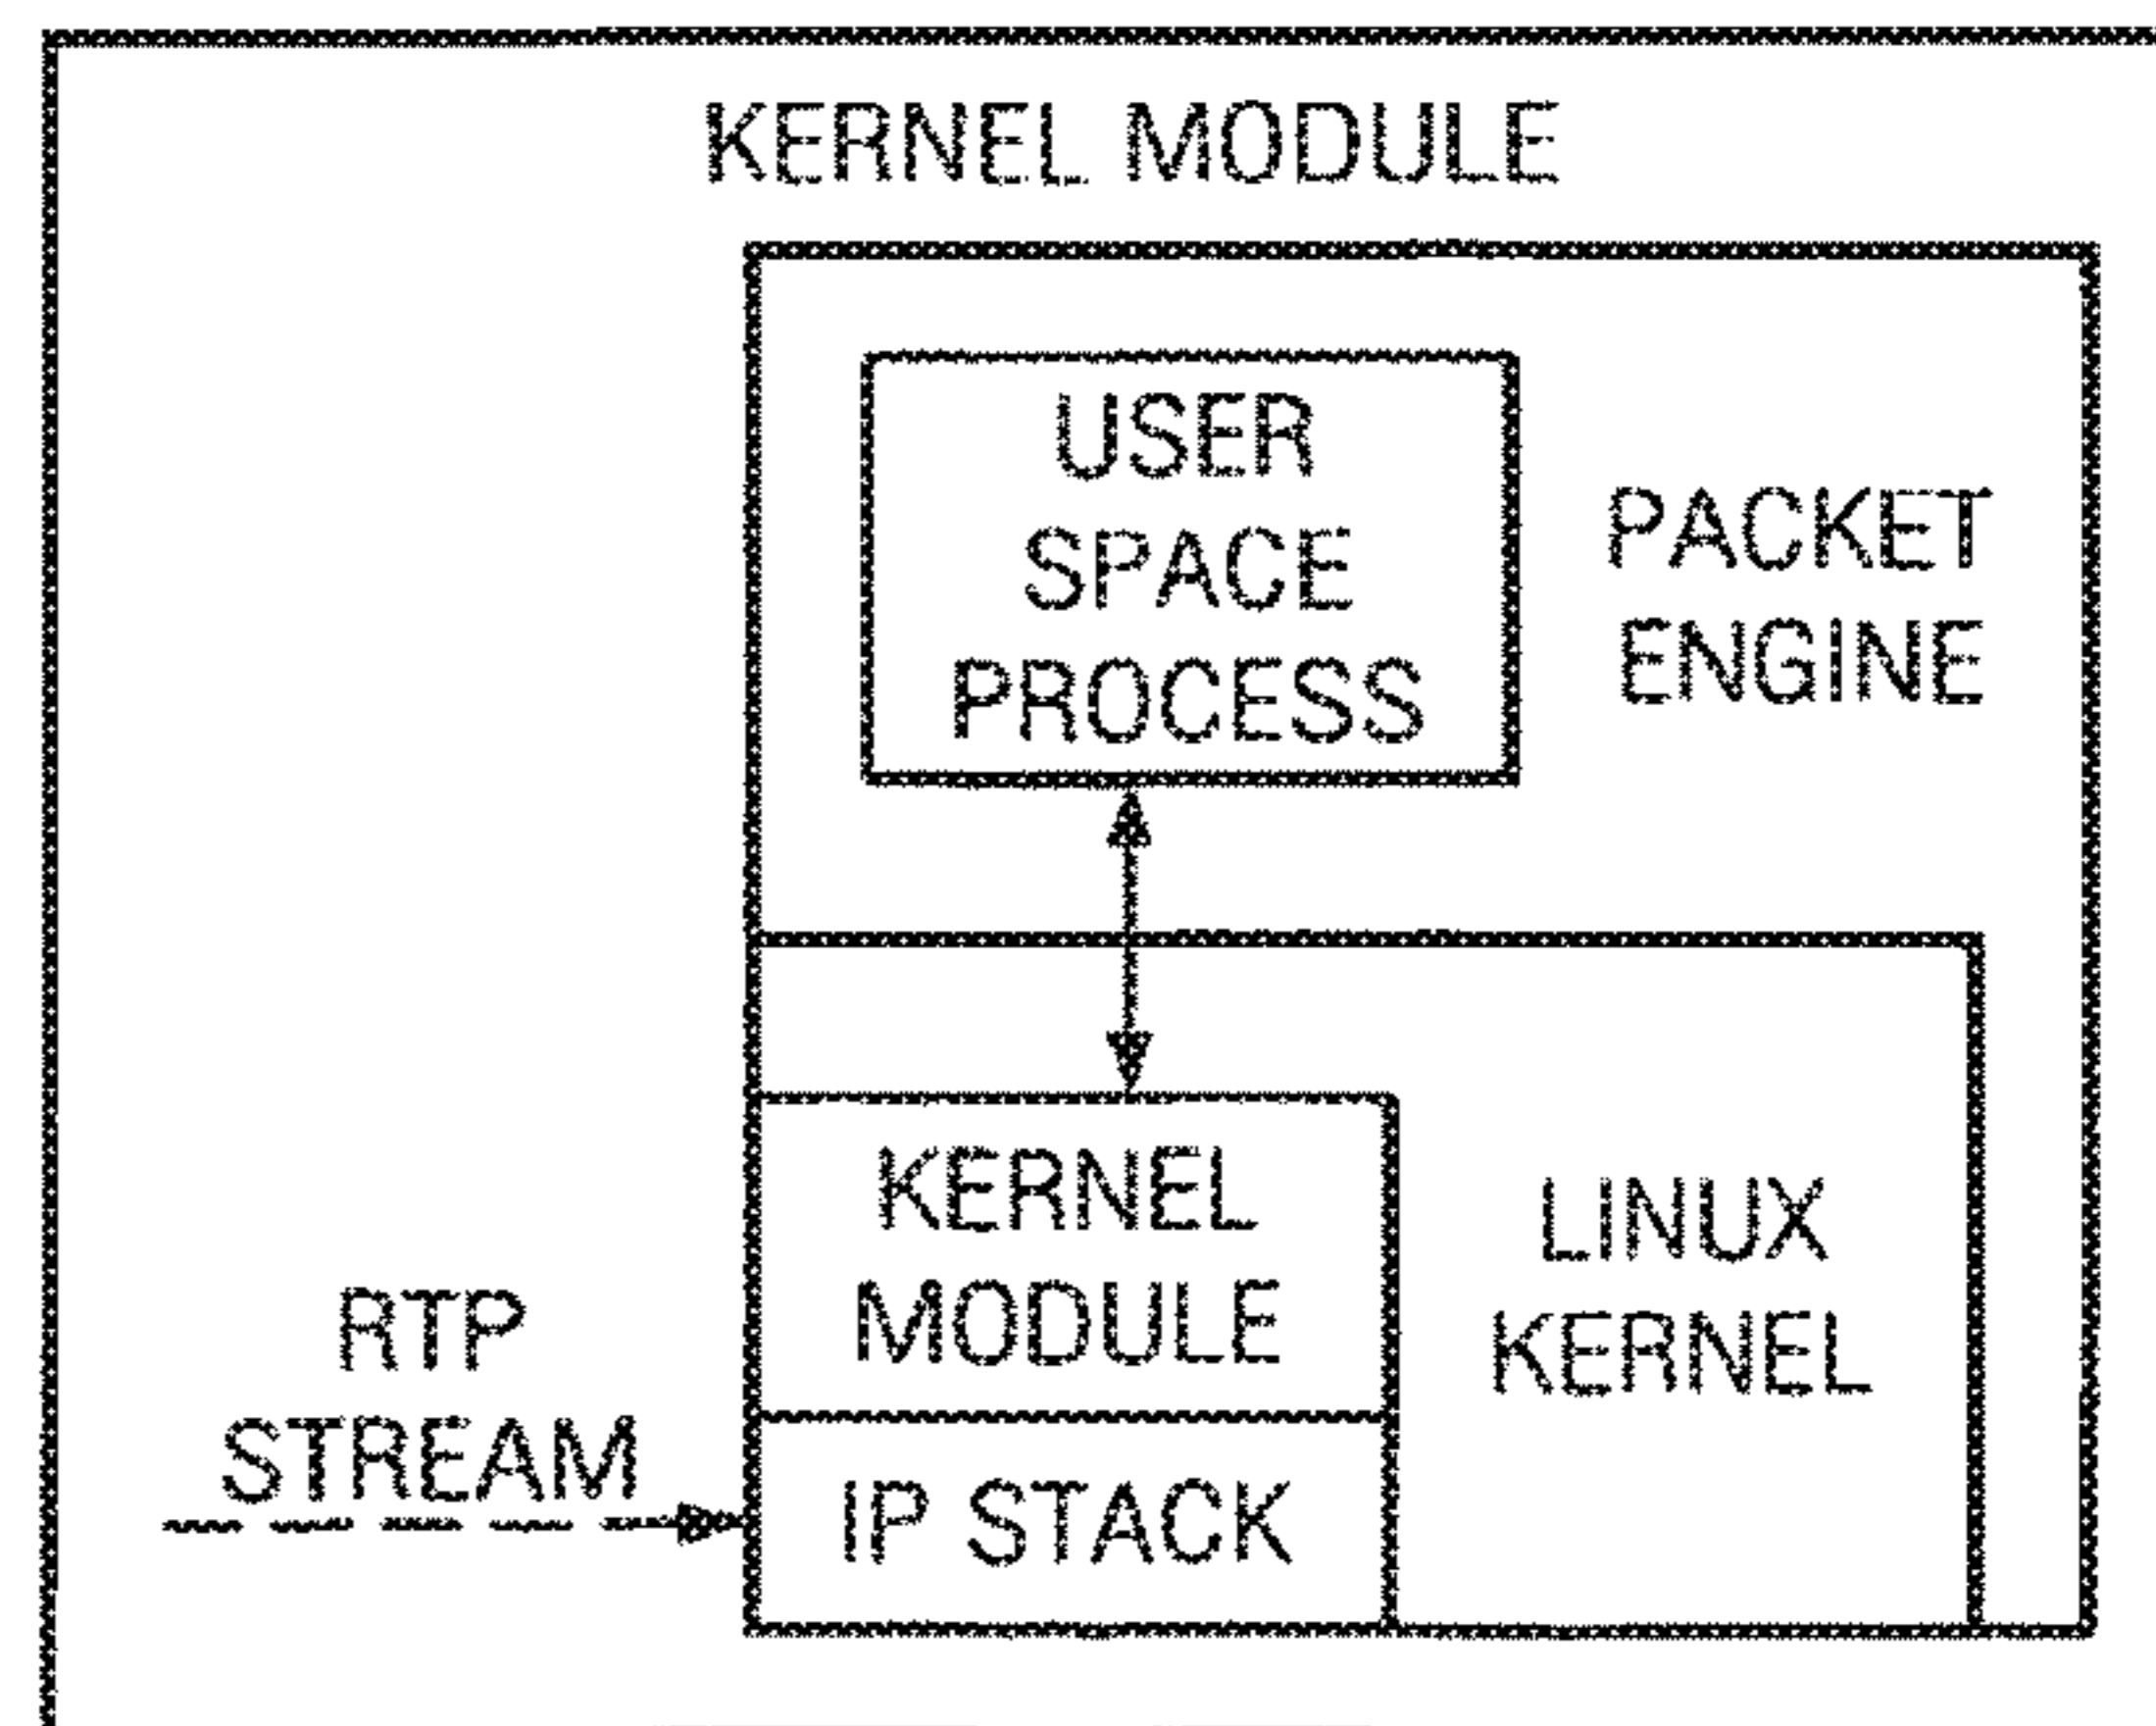 KERNEL MODULE
USER
SPACE
PROCESS
PACKET
ENGINE
KERNEL
MODULE
LINUX
KERNEL
RTP
STREAM
IP STACK